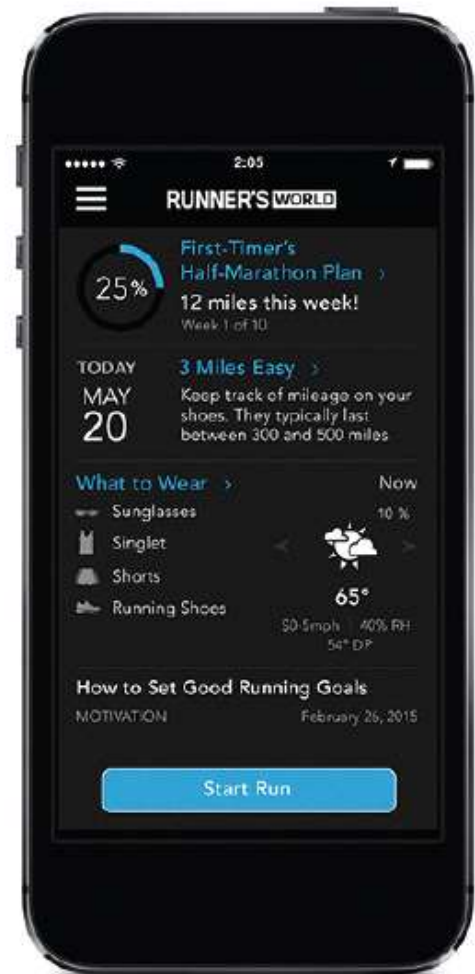 2:05
RUNNER'S WORLD
25%
First-Timer's
Half-Marathon Plan >
12 miles this week!
Week 1 of 10
TODAY
MAY
20
3 Miles Easy >
Keep track of mileage on your
shoes. They typically last
between 300 and 500 miles
What to Wear >
Sunglasses
Singlet
Shorts
Running Shoes
Now
10 %
65°
40% RH
54° DP
How to Set Good Running Goals
MOTIVATION
February 26, 2015
Start Run